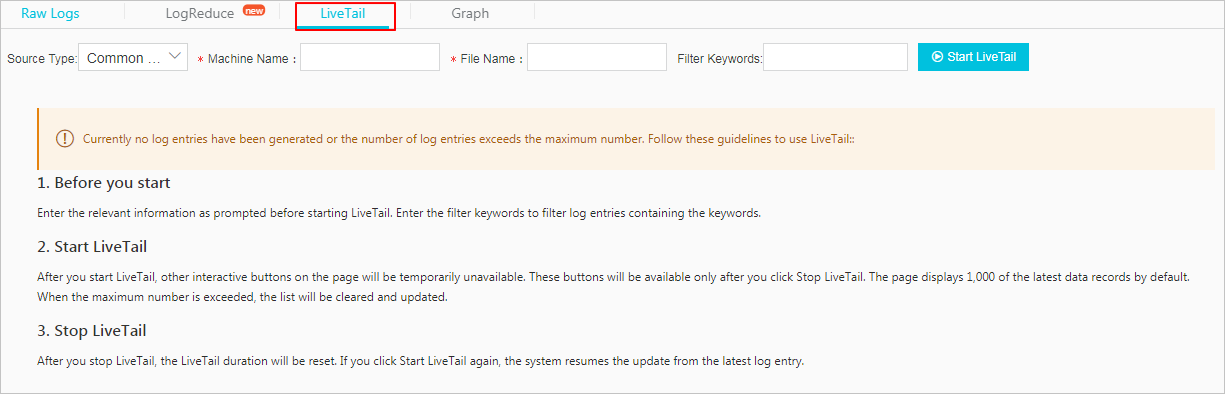 Raw Logs LogReduce new LiveTail Graph
Source Type: Common ... * Machine Name : * File Name : Filter Keywords: Start LiveTail
Currently no log entries have been generated or the number of log entries exceeds the maximum number. Follow these guidelines to use LiveTail::
1. Before you start
Enter the relevant information as prompted before starting LiveTail. Enter the filter keywords to filter log entries containing the keywords.
2. Start LiveTail
After you start LiveTail, other interactive buttons on the page will be temporarily unavailable. These buttons will be available only after you click Stop LiveTail. The page displays 1,000 of the latest data records by default.
When the maximum number is exceeded, the list will be cleared and updated.
3. Stop LiveTail
After you stop LiveTail, the LiveTail duration will be reset. If you click Start LiveTail again, the system resumes the update from the latest log entry.